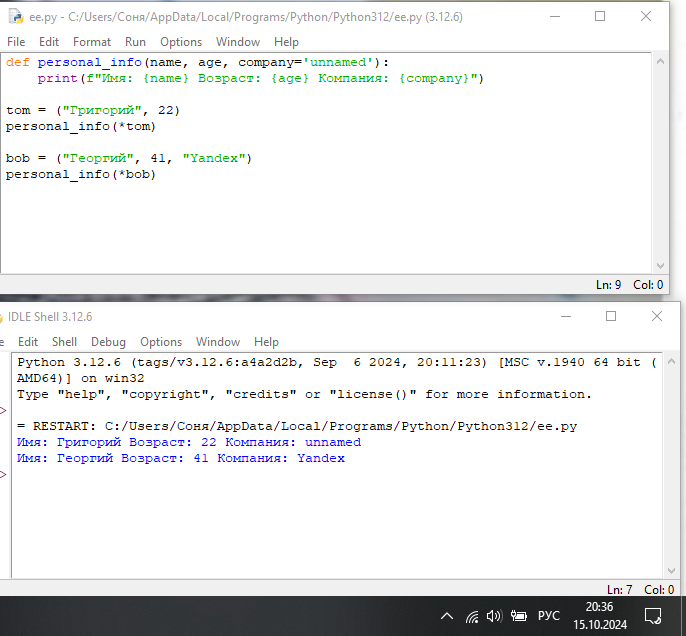 ee.py - C:/Users/Соня/AppData/Local/Programs/Python/Python312/ee.py (3.12.6)
File Edit Format Run Options Window Help
def personal_info(name, age, company='unnamed'):
    print(f"Имя: {name} Возраст: {age} Компания: {company}")
tom = ("Григорий", 22)
personal_info(*tom)
bob = ("Георгий", 41, "Yandex")
personal_info(*bob)
Ln: 9 Col: 0
IDLE Shell 3.12.6
e Edit Shell Debug Options Window Help
Python 3.12.6 (tags/v3.12.6:a4a2d2b, Sep  6 2024, 20:11:23) [MSC v.1940 64 bit (
AMD64)] on win32
Type "help", "copyright", "credits" or "license()" for more information.
= RESTART: C:/Users/Соня/AppData/Local/Programs/Python/Python312/ee.py
Имя: Григорий Возраст: 22 Компания: unnamed
Имя: Георгий Возраст: 41 Компания: Yandex
Ln: 7 Col: 0
РУС
20:36
15.10.2024